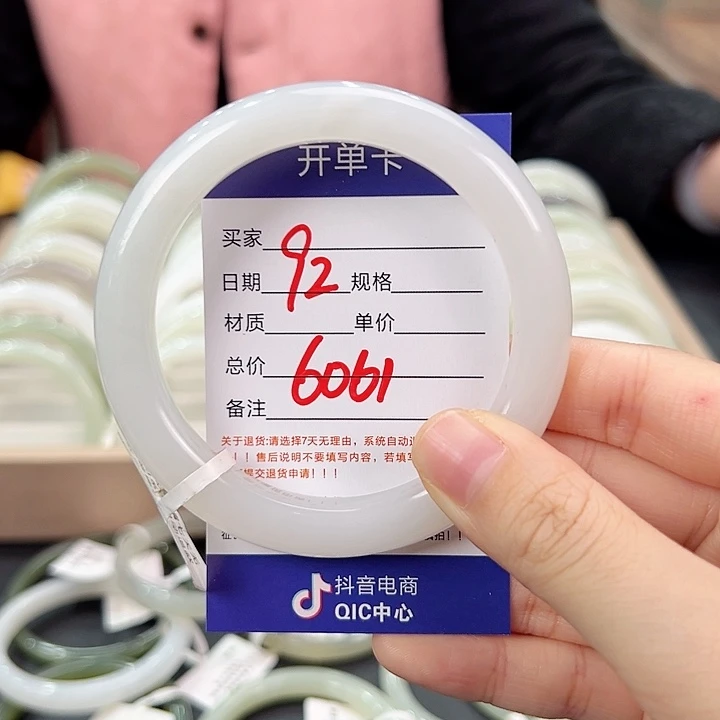 开单卡
买家
92
日期 规格
材质 单价
总价 6061
备注
关于退货:请选择7天无理由，系统自动
！！售后说明不要填写内容，若填写
提交退货申请！！！
抖音电商
QIC中心